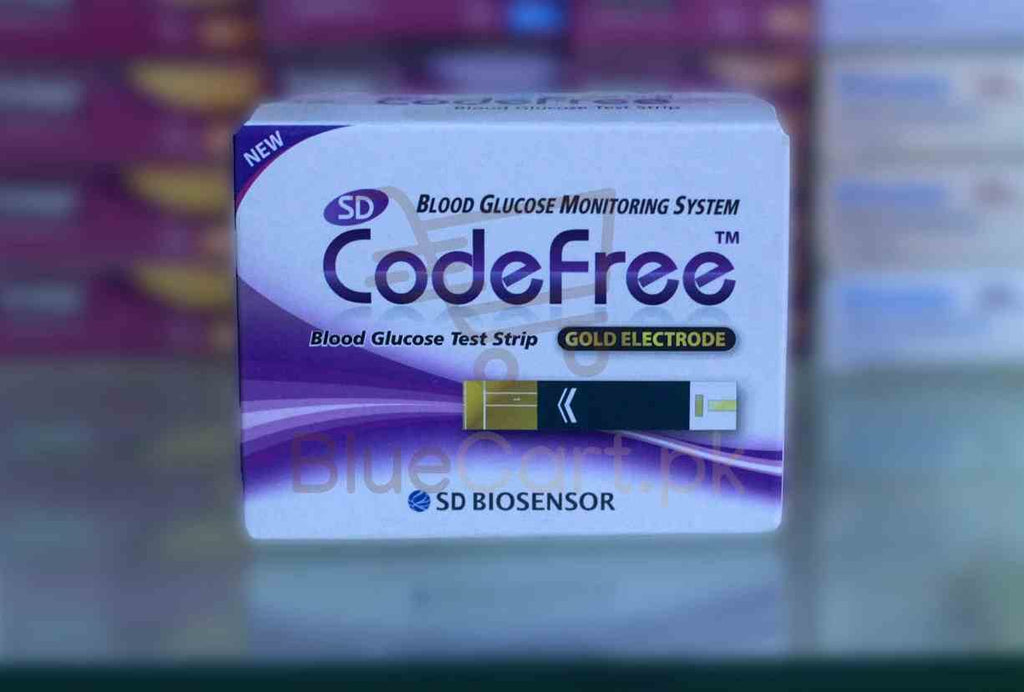 CodeFree
Blood Glucose Test Strip
NEW
SD
BLOOD GLUCOSE MONITORING SYSTEM
CodeFree™
Blood Glucose Test Strip GOLD ELECTRODE
BlueCart.pk
SD BIOSENSOR